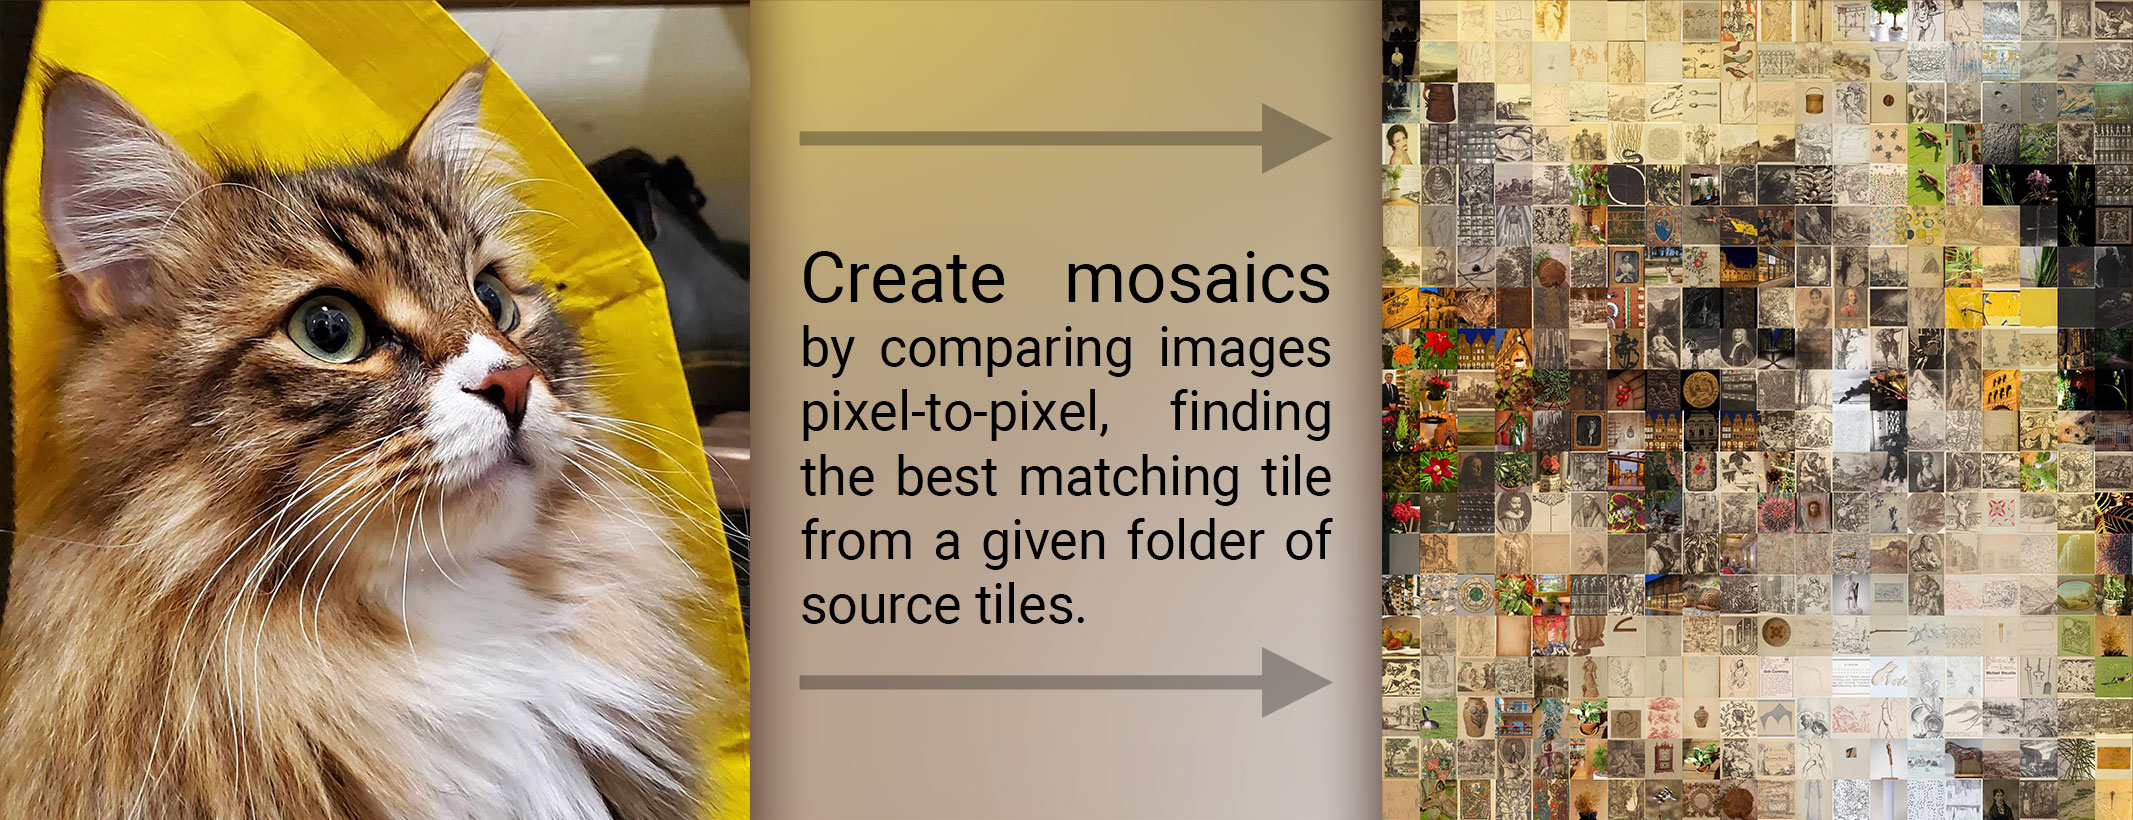 Create mosaics
by comparing images
pixel-to-pixel, finding
the best matching tile
from a given folder of
source tiles.